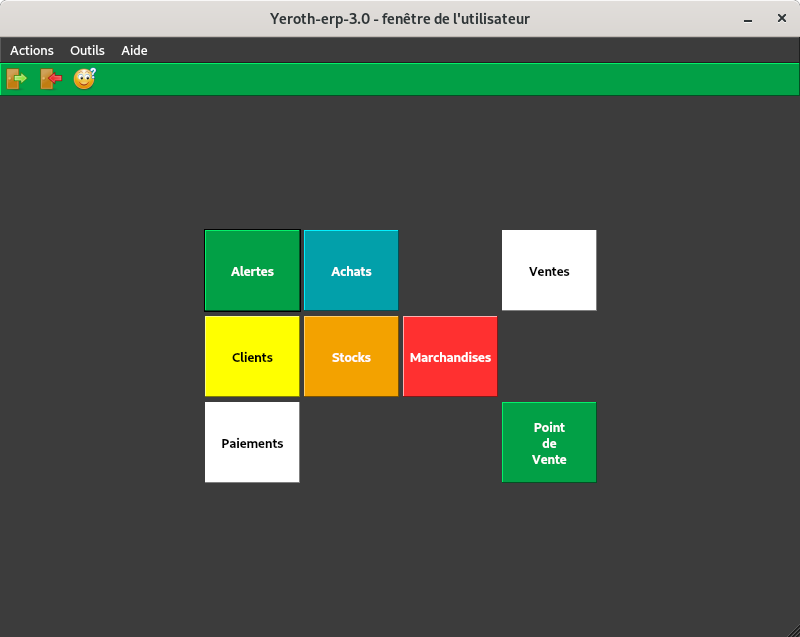 Yeroth-erp-3.0 - fenêtre de l'utilisateur
Actions Outils Aide
Alertes Achats Ventes
Clients Stocks Marchandises
Paiements
Point
de
Vente